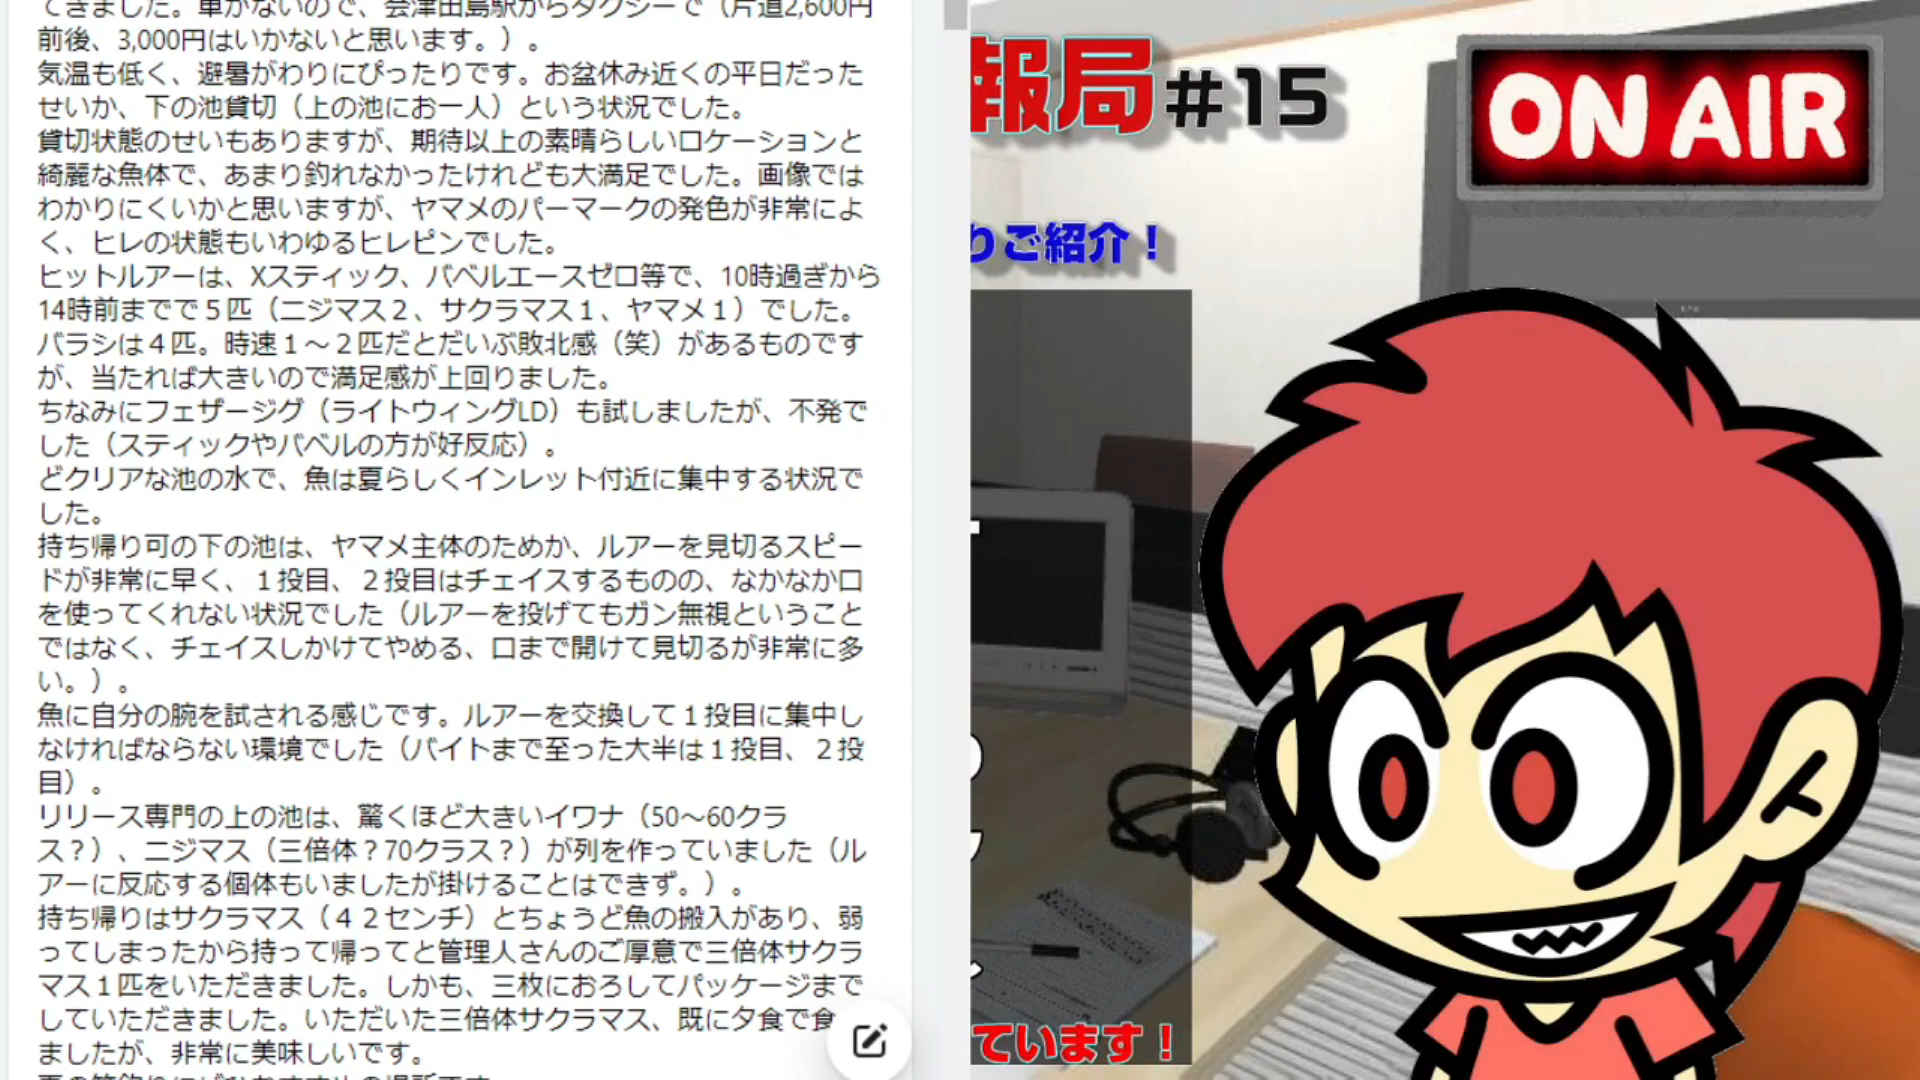 てきました。車がないので、会津田島駅からタクシーで（片道2,600円
前後、3,000円はいかないと思います。）。
気温も低く、避暑がわりにぴったりです。お盆休み近くの平日だった
せいか、下の池貸切（上の池にお一人）という状況でした。
貸切状態のせいもありますが、期待以上の素晴らしいロケーションと
綺麗な魚体で、あまり釣れなかったけれども大満足でした。画像では
わかりにくいかと思いますが、ヤマメのパーマークの発色が非常によ
く、ヒレの状態もいわゆるヒレピンでした。
ヒットルアーは、Xスティック、バベルエースゼロ等で、10時過ぎから
14時前までで５匹（ニジマス２、サクラマス１、ヤマメ１）でした。
バラシは４匹。時速１～２匹だとだいぶ敗北感（笑）があるものです
が、当たれば大きいので満足感が上回りました。
ちなみにフェザージグ（ライトウィングLD）も試しましたが、不発で
した（スティックやバベルの方が好反応）。
どクリアな池の水で、魚は夏らしくインレット付近に集中する状況で
した。
持ち帰り可の下の池は、ヤマメ主体のためか、ルアーを見切るスピー
ドが非常に早く、１投目、２投目はチェイスするものの、なかなか口
を使ってくれない状況でした（ルアーを投げてもガン無視ということ
ではなく、チェイスしかけてやめる、口まで開けて見切るが非常に多
い。）。
魚に自分の腕を試される感じです。ルアーを交換して１投目に集中し
なければならない環境でした（バイトまで至った大半は１投目、２投
目）。
リリース専門の上の池は、驚くほど大きいイワナ（50～60クラ
ス？）、ニジマス（三倍体？70クラス？）が列を作っていました（ル
アーに反応する個体もいましたが掛けることはできず。）。
持ち帰りはサクラマス（４２センチ）とちょうど魚の搬入があり、弱
ってしまったから持って帰ってと管理人さんのご厚意で三倍体サクラ
マス１匹をいただきました。しかも、三枚におろしてパッケージまで
していただきました。いただいた三倍体サクラマス、既に夕食で食
ましたが、非常に美味しいです。
報局#15
ON AIR
りご紹介！
ています！